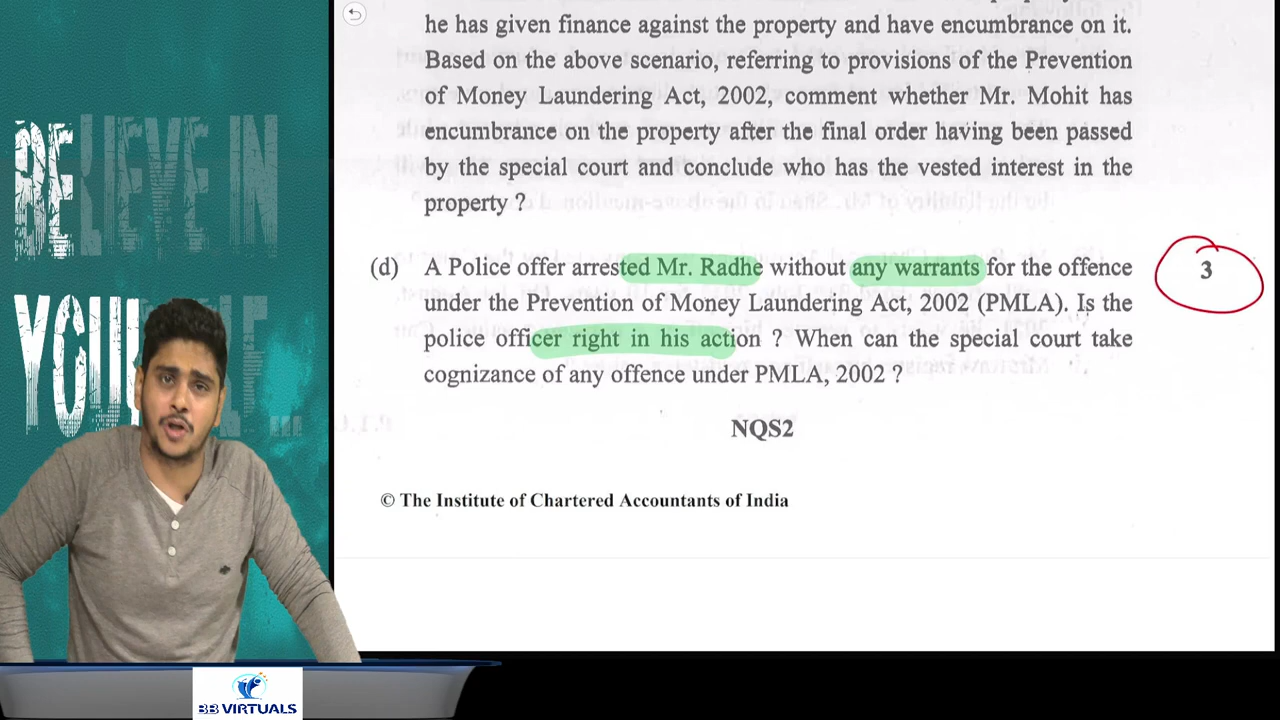 BELIEVE IN
he has given finance against the property and have encumbrance on it.
Based on the above scenario, referring to provisions of the Prevention
of Money Laundering Act, 2002, comment whether Mr. Mohit has
encumbrance on the property after the final order having been passed
by the special court and conclude who has the vested interest in the
property ?
(d) A Police offer arrested Mr. Radhe without any warrants for the offence 3
under the Prevention of Money Laundering Act, 2002 (PMLA). Is the
police officer right in his action ? When can the special court take
cognizance of any offence under PMLA, 2002 ?
NQS2
© The Institute of Chartered Accountants of India
BB VIRTUALS